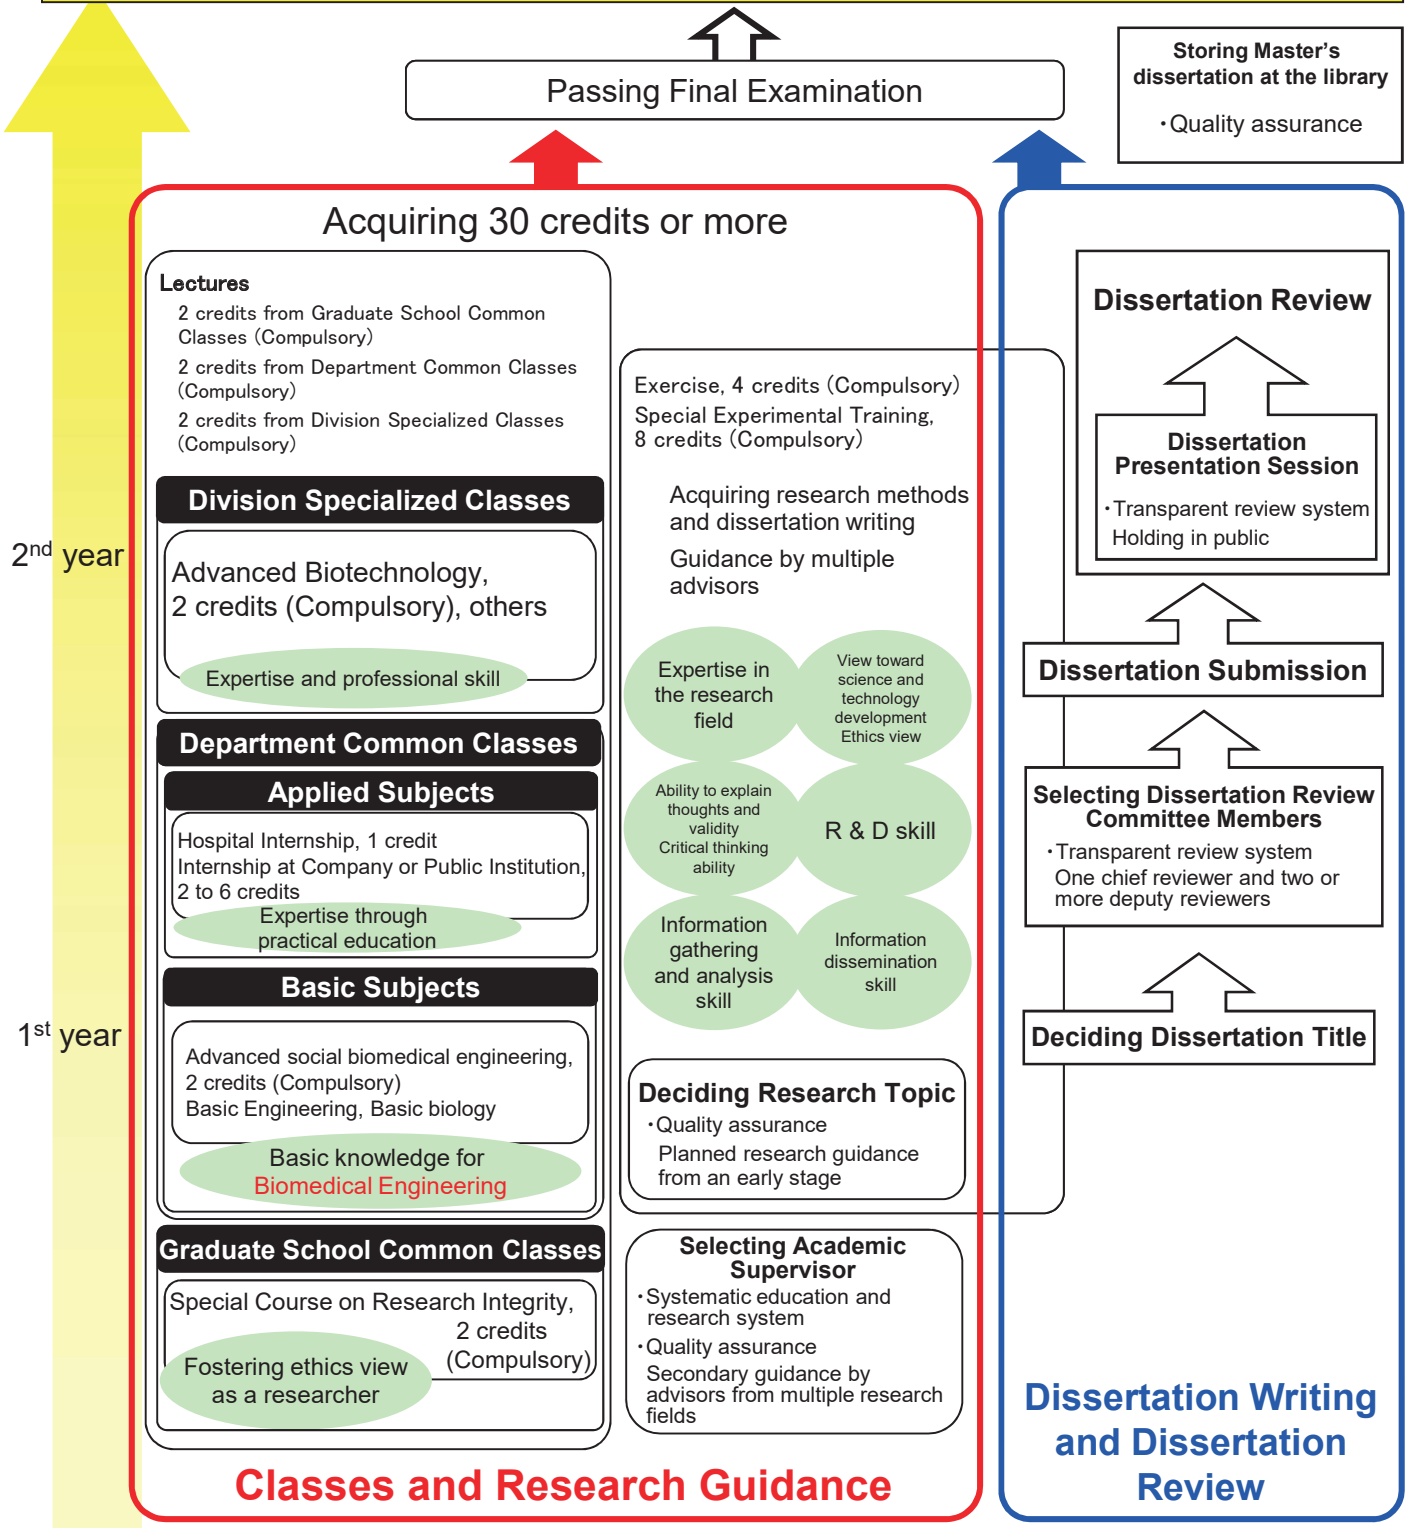 Passing Final Examination
Storing Master's
dissertation at the library
・Quality assurance
Acquiring 30 credits or more
Lectures
2 credits from Graduate School Common
Classes (Compulsory)
2 credits from Department Common Classes
(Compulsory)
2 credits from Division Specialized Classes
(Compulsory)
Division Specialized Classes
Advanced Biotechnology,
2 credits (Compulsory), others
Expertise and professional skill
Department Common Classes
Applied Subjects
Hospital Internship, 1 credit
Internship at Company or Public Institution,
2 to 6 credits
Expertise through
practical education
Basic Subjects
Advanced social biomedical engineering,
2 credits (Compulsory)
Basic Engineering, Basic biology
Basic knowledge for
Biomedical Engineering
Graduate School Common Classes
Special Course on Research Integrity,
2 credits
(Compulsory)
Fostering ethics view
as a researcher
2nd year
1st year
Exercise, 4 credits (Compulsory)
Special Experimental Training,
8 credits (Compulsory)
Acquiring research methods
and dissertation writing
Guidance by multiple
advisors
Expertise in
the research
field
View toward
science and
technology
development
Ethics view
Ability to explain
thoughts and
validity
Critical thinking
ability
R & D skill
Information
gathering
and analysis
skill
Information
dissemination
skill
Deciding Research Topic
・Quality assurance
Planned research guidance
from an early stage
Selecting Academic
Supervisor
・Systematic education and
research system
・Quality assurance
Secondary guidance by
advisors from multiple research
fields
Classes and Research Guidance
Dissertation Review
Dissertation
Presentation Session
・Transparent review system
Holding in public
Dissertation Submission
Selecting Dissertation Review
Committee Members
・Transparent review system
One chief reviewer and two or
more deputy reviewers
Deciding Dissertation Title
Dissertation Writing
and Dissertation
Review